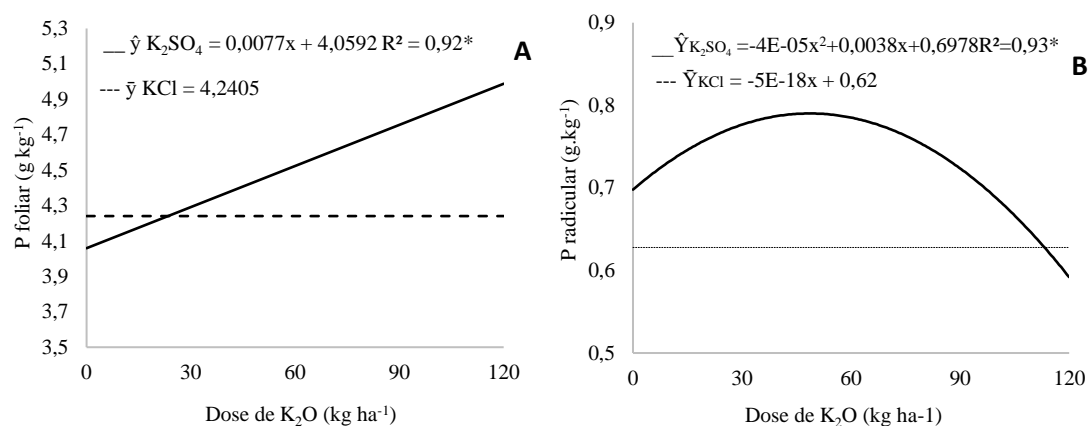 __ ŷ K₂SO₄ = 0,0077x + 4,0592 R² = 0,92*
--- ȳ KCl = 4,2405
A
P foliar (g kg⁻¹)
5,3
5,1
4,9
4,7
4,5
4,3
4,1
3,9
3,7
3,5
0
30
60
90
120
Dose de K₂O (kg ha⁻¹)
__ŶK₂SO₄ =-4E-05x²+0,0038x+0,6978R²=0,93*
--- ȲKCl = -5E-18x + 0,62
B
P radicular (g.kg⁻¹)
0,9
0,8
0,7
0,6
0,5
0
30
60
90
120
Dose de K₂O (kg ha-1)